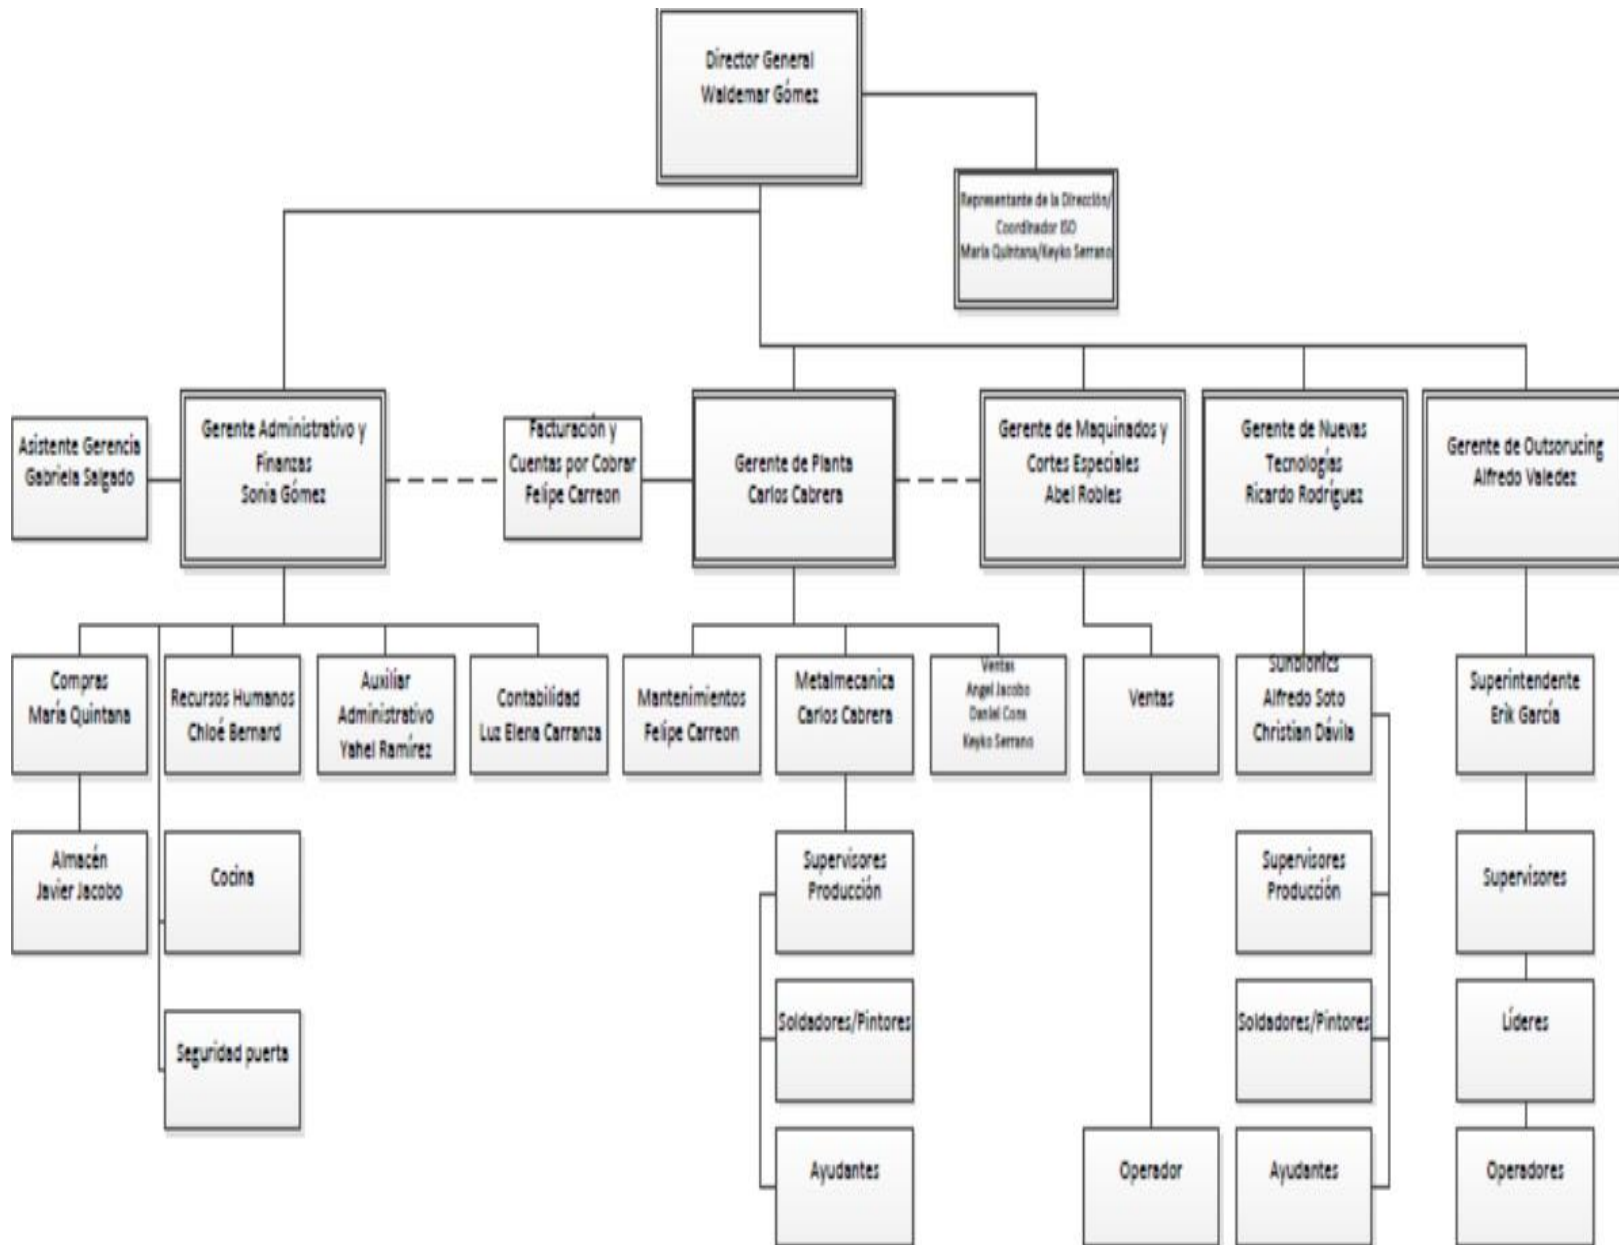 Director General
Waldemar Gómez
Representante de la Dirección/
Coordinador ISO
María Quintana/Keyko Serrano
Asistente Gerencia
Gabriela Salgado
Gerente Administrativo y
Finanzas
Sonia Gómez
Facturación y
Cuentas por Cobrar
Felipe Carreon
Gerente de Planta
Carlos Cabrera
Gerente de Maquinados y
Cortes Especiales
Abel Robles
Gerente de Nuevas
Tecnologías
Ricardo Rodríguez
Gerente de Outsorucing
Alfredo Valedez
Compras
María Quintana
Recursos Humanos
Chloé Bernard
Auxiliar
Administrativo
Yahel Ramírez
Contabilidad
Luz Elena Carranza
Mantenimientos
Felipe Carreon
Metalmecanica
Carlos Cabrera
Ventas
Angel Jacobo
Daniel Cons
Keyko Serrano
Ventas
Sunbionics
Alfredo Soto
Christian Dávila
Superintendente
Erik García
Almacén
Javier Jacobo
Cocina
Supervisores
Producción
Supervisores
Producción
Supervisores
Seguridad puerta
Soldadores/Pintores
Soldadores/Pintores
Líderes
Ayudantes
Operador
Ayudantes
Operadores